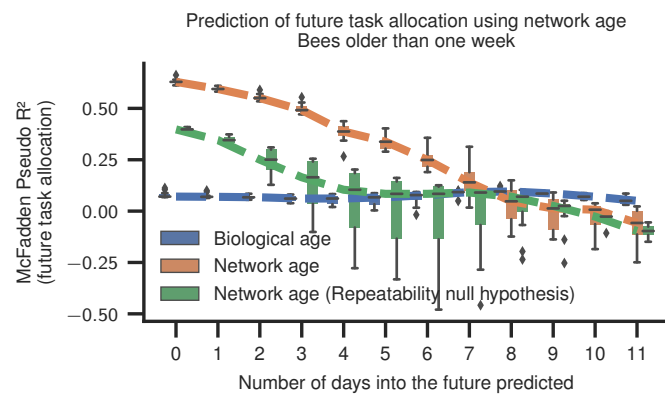 Prediction of future task allocation using network age
Bees older than one week
McFadden Pseudo R²
(future task allocation)
0.50
0.25
0.00
−0.25
−0.50
Biological age
Network age
Network age (Repeatability null hypothesis)
0 1 2 3 4 5 6 7 8 9 10 11
Number of days into the future predicted